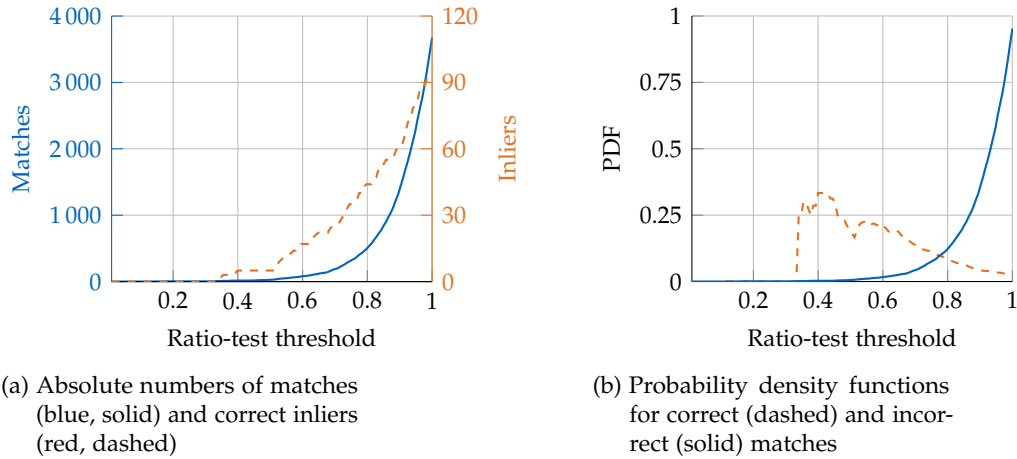 4 000
3 000
2 000
1 000
0
Matches
120
90
60
30
0
Inliers
0.2 0.4 0.6 0.8 1
Ratio-test threshold
(a) Absolute numbers of matches
(blue, solid) and correct inliers
(red, dashed)
1
0.75
0.5
0.25
0
PDF
0.2 0.4 0.6 0.8 1
Ratio-test threshold
(b) Probability density functions
for correct (dashed) and incor-
rect (solid) matches